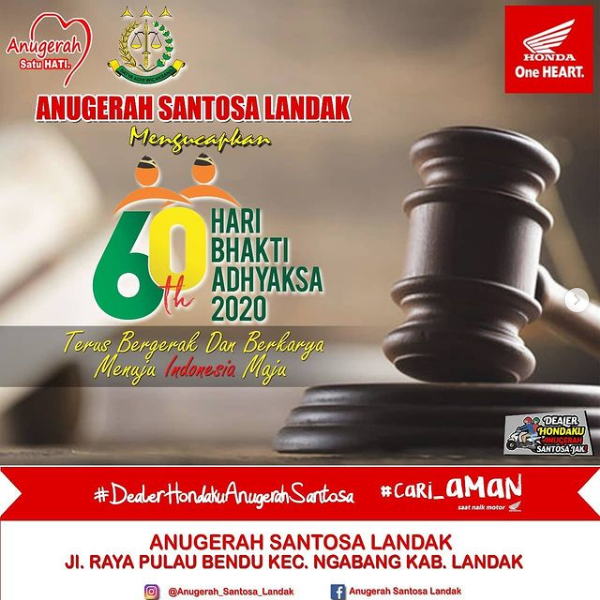 Anugerah
Satu HATI.
HONDA
One HEART.
ANUGERAH SANTOSA LANDAK
Mengucapkan
60th
HARI
BHAKTI
ADHYAKSA
2020
Terus Bergerak Dan Berkarya
Menuju Indonesia Maju
DEALER
HONDAKU
ANUGERAH
SANTOSA JAK
#DealerHondakuAnugerahSantosa
#CARI_AMAN
saat naik motor
ANUGERAH SANTOSA LANDAK
Jl. RAYA PULAU BENDU KEC. NGABANG KAB. LANDAK
@Anugerah_Santosa_Landak
Anugerah Santosa Landak